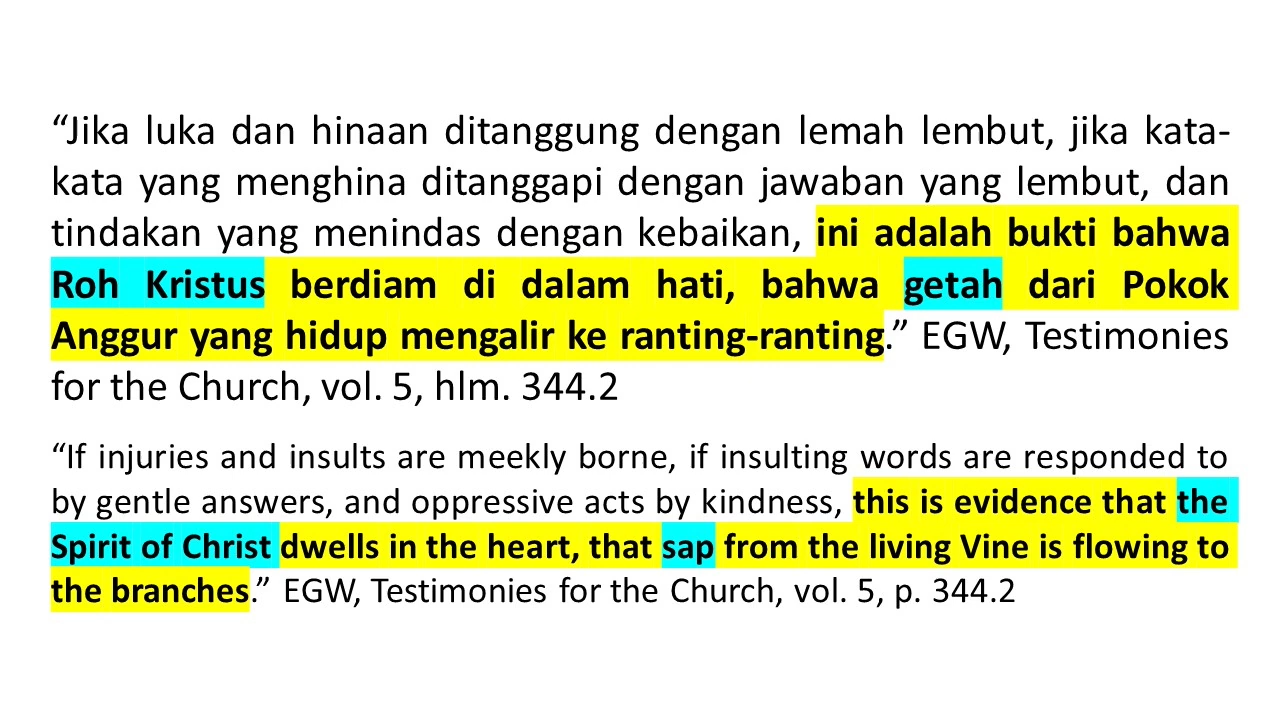 “Jika luka dan hinaan ditanggung dengan lemah lembut, jika kata-
kata yang menghina ditanggapi dengan jawaban yang lembut, dan
tindakan yang menindas dengan kebaikan, ini adalah bukti bahwa
Roh Kristus berdiam di dalam hati, bahwa getah dari Pokok
Anggur yang hidup mengalir ke ranting-ranting.” EGW, Testimonies
for the Church, vol. 5, hlm. 344.2
“If injuries and insults are meekly borne, if insulting words are responded to
by gentle answers, and oppressive acts by kindness, this is evidence that the
Spirit of Christ dwells in the heart, that sap from the living Vine is flowing to
the branches.” EGW, Testimonies for the Church, vol. 5, p. 344.2